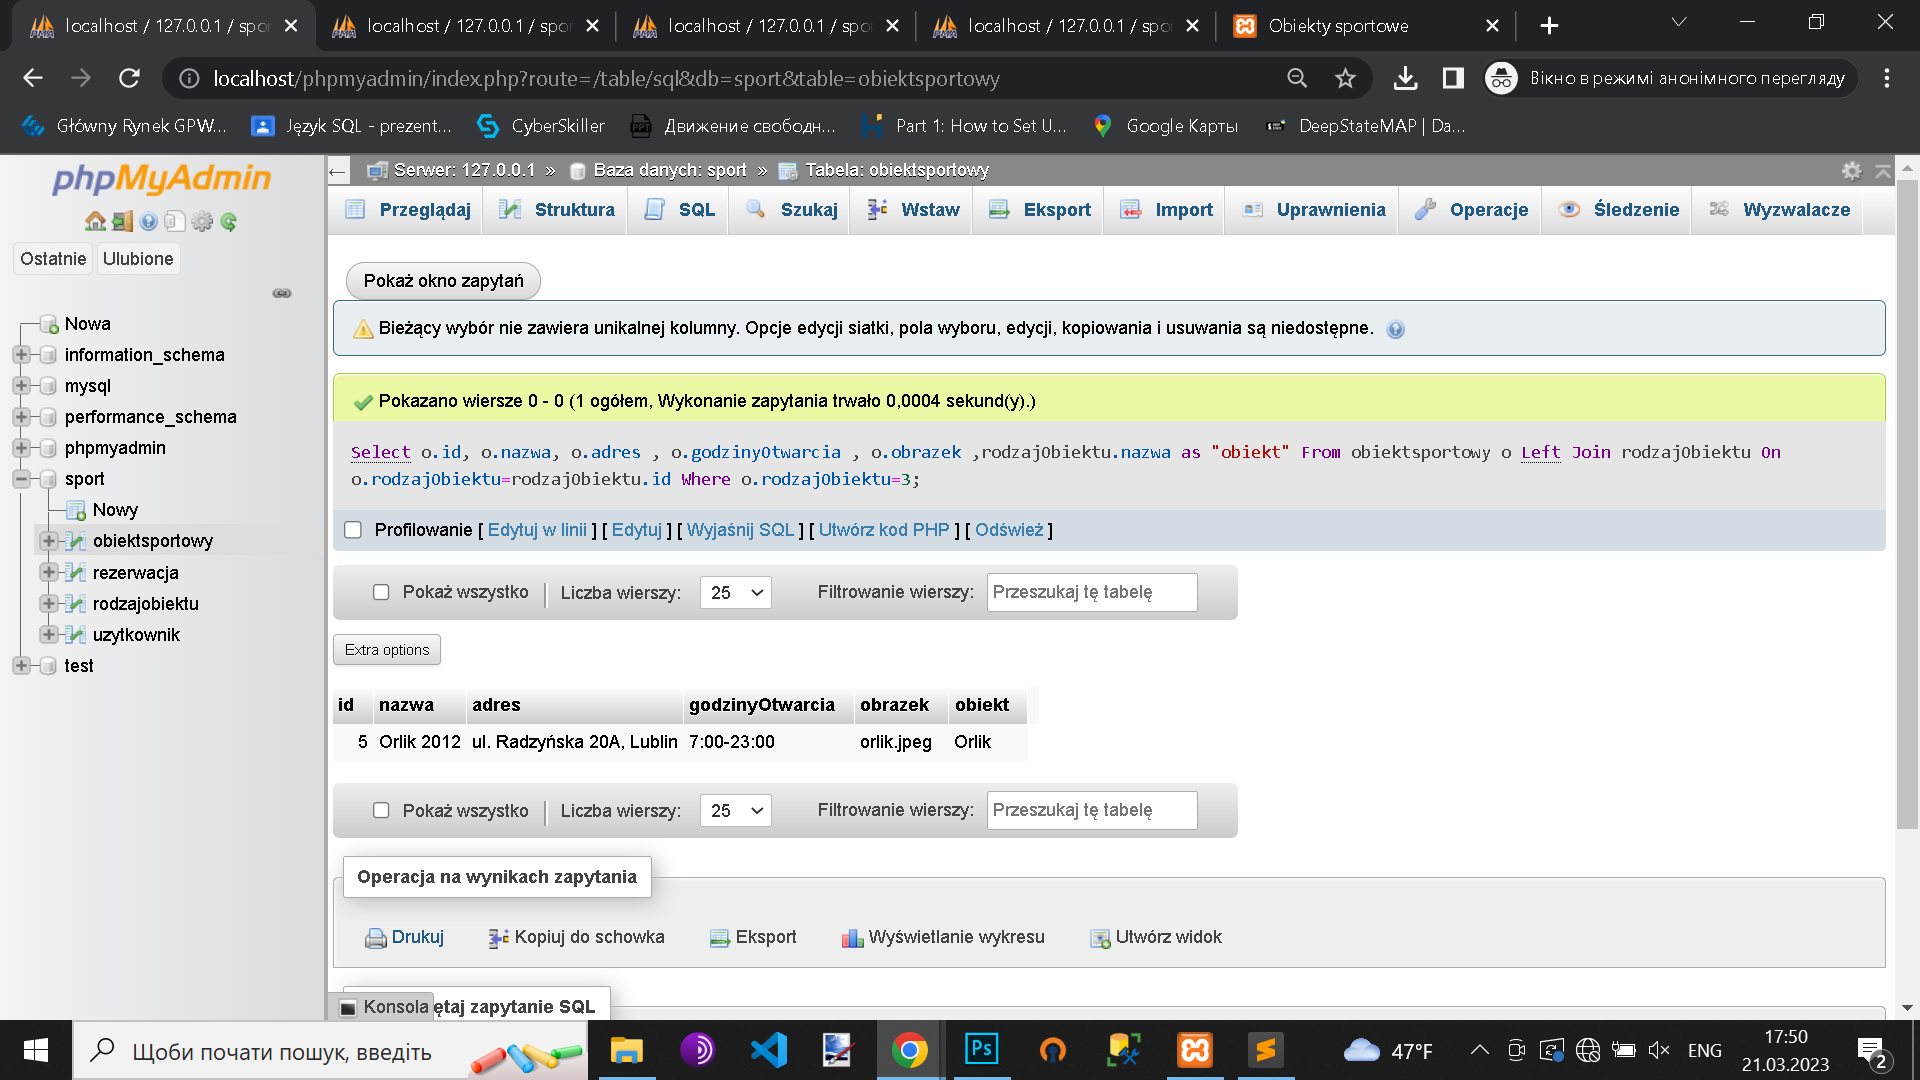 localhost / 127.0.0.1 / spo
localhost / 127.0.0.1 / spo
localhost / 127.0.0.1 / spo
localhost / 127.0.0.1 / spo
Obiekty sportowe
localhost/phpmyadmin/index.php?route=/table/sql&db=sport&table=obiektsportowy
Вікно в режимі анонімного перегляду
Główny Rynek GPW...
Język SQL - prezent...
CyberSkiller
Движение свободн...
Part 1: How to Set U...
Google Карты
DeepStateMAP | Da...
phpMyAdmin
Ostatnie
Ulubione
Nowa
information_schema
mysql
performance_schema
phpmyadmin
sport
Nowy
obiektsportowy
rezerwacja
rodzajobiektu
uzytkownik
test
Serwer: 127.0.0.1 » Baza danych: sport » Tabela: obiektsportowy
Przeglądaj
Struktura
SQL
Szukaj
Wstaw
Eksport
Import
Uprawnienia
Operacje
Śledzenie
Wyzwalacze
Pokaż okno zapytań
Bieżący wybór nie zawiera unikalnej kolumny. Opcje edycji siatki, pola wyboru, edycji, kopiowania i usuwania są niedostępne.
Pokazano wiersze 0 - 0 (1 ogółem, Wykonanie zapytania trwało 0,0004 sekund(y).)
Select o.id, o.nazwa, o.adres , o.godzinyOtwarcia , o.obrazek ,rodzajObiektu.nazwa as "obiekt" From obiektsportowy o Left Join rodzajObiektu On
o.rodzajObiektu=rodzajObiektu.id Where o.rodzajObiektu=3;
Profilowanie [ Edytuj w linii ] [ Edytuj ] [ Wyjaśnij SQL ] [ Utwórz kod PHP ] [ Odśwież ]
Pokaż wszystko | Liczba wierszy: 25 Filtrowanie wierszy: Przeszukaj tę tabelę
Extra options
id nazwa adres godzinyOtwarcia obrazek obiekt
5 Orlik 2012 ul. Radzyńska 20A, Lublin 7:00-23:00 orlik.jpeg Orlik
Pokaż wszystko | Liczba wierszy: 25 Filtrowanie wierszy: Przeszukaj tę tabelę
Operacja na wynikach zapytania
Drukuj
Kopiuj do schowka
Eksport
Wyświetlanie wykresu
Utwórz widok
Konsola
ętaj zapytanie SQL
Щоби почати пошук, введіть
Ps
47°F
ENG
17:50
21.03.2023
2